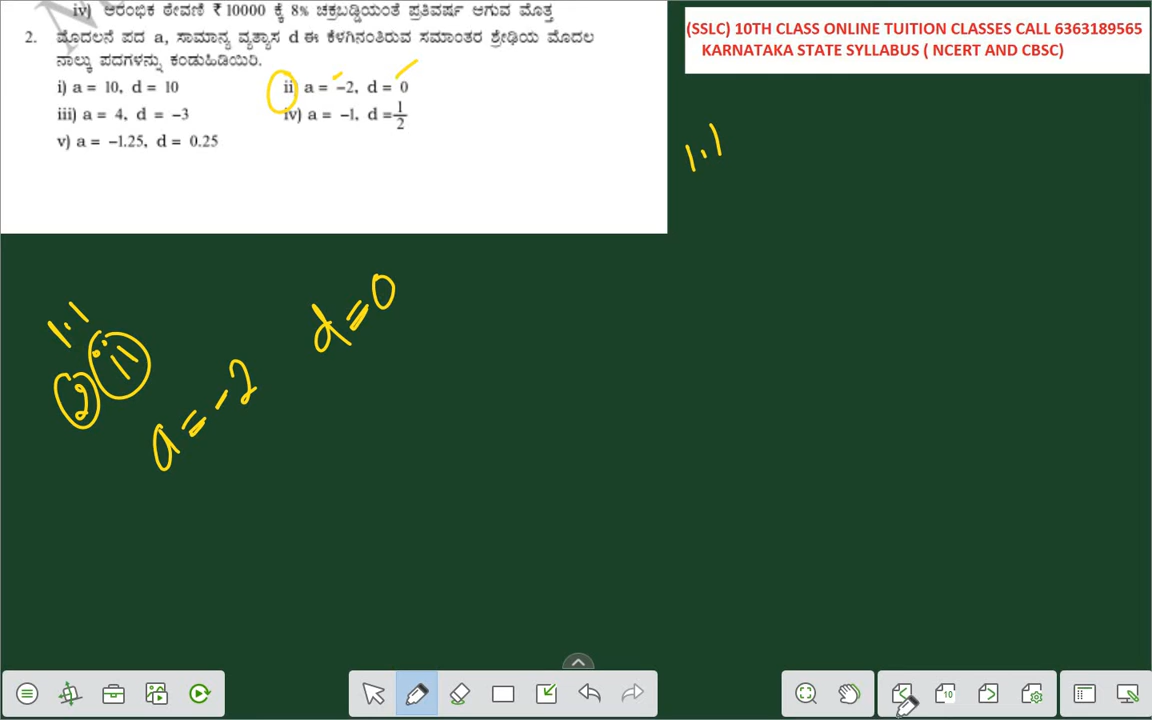 iv) ಆರಂಭಿಕ ಠೇವಣಿ ₹ 10000 ಕ್ಕೆ 8% ಚಕ್ರಬಡ್ಡಿಯಂತೆ ಪ್ರತಿವರ್ಷ ಆಗುವ ಮೊತ್ತ
2. ಮೊದಲನೆ ಪದ a, ಸಾಮಾನ್ಯ ವ್ಯತ್ಯಾಸ d ಈ ಕೆಳಗಿನಂತಿರುವ ಸಮಾಂತರ ಶ್ರೇಢಿಯ ಮೊದಲ
ನಾಲ್ಕು ಪದಗಳನ್ನು ಕಂಡುಹಿಡಿಯಿರಿ.
i) a = 10, d = 10 ii) a = -2, d = 0
iii) a = 4, d = -3 iv) a = -1, d = 1/2
v) a = -1.25, d = 0.25
(SSLC) 10TH CLASS ONLINE TUITION CLASSES CALL 6363189565
KARNATAKA STATE SYLLABUS ( NCERT AND CBSC)
1.1
1.1
2 ii
a = -2 d = 0
10